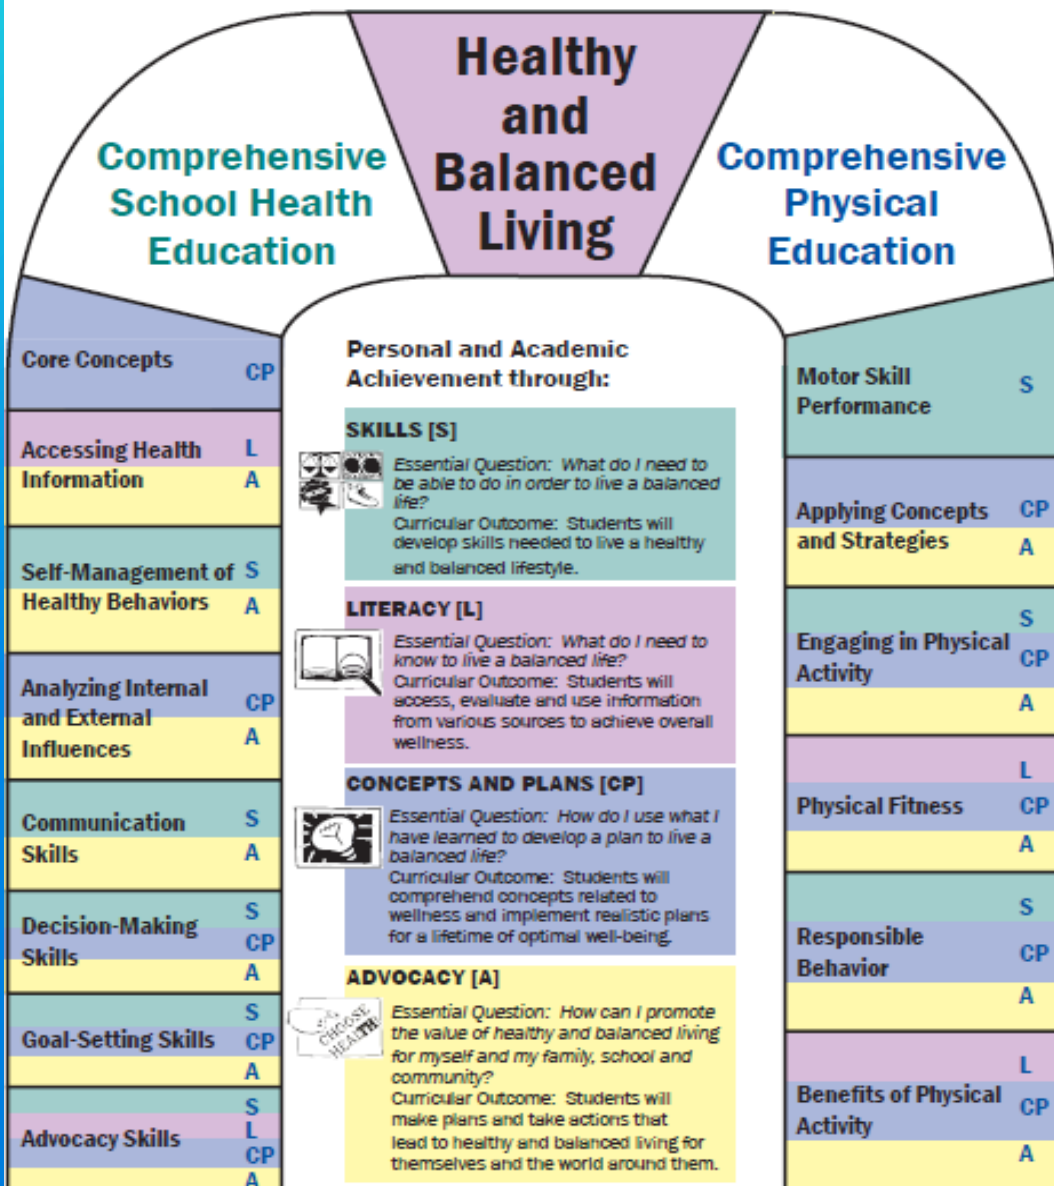 Healthy
and
Balanced
Living
Comprehensive
School Health
Education
Comprehensive
Physical
Education
Core Concepts
CP
Accessing Health
Information
L
A
Self-Management of
Healthy Behaviors
S
A
Analyzing Internal
and External
Influences
CP
A
Communication
Skills
S
A
Decision-Making
Skills
S
CP
A
Goal-Setting Skills
S
CP
A
Advocacy Skills
S
L
CP
A
Personal and Academic
Achievement through:
SKILLS [S]
Essential Question: What do I need to
be able to do in order to live a balanced
life?
Curricular Outcome: Students will
develop skills needed to live a healthy
and balanced lifestyle.
LITERACY [L]
Essential Question: What do I need to
know to live a balanced life?
Curricular Outcome: Students will
access, evaluate and use information
from various sources to achieve overall
wellness.
CONCEPTS AND PLANS [CP]
Essential Question: How do I use what I
have learned to develop a plan to live a
balanced life?
Curricular Outcome: Students will
comprehend concepts related to
wellness and implement realistic plans
for a lifetime of optimal well-being.
ADVOCACY [A]
CHOOSE
HEALTH
Essential Question: How can I promote
the value of healthy and balanced living
for myself and my family, school and
community?
Curricular Outcome: Students will
make plans and take actions that
lead to healthy and balanced living for
themselves and the world around them.
Motor Skill
Performance
S
Applying Concepts
and Strategies
CP
A
Engaging in Physical
Activity
S
CP
A
Physical Fitness
L
CP
A
Responsible
Behavior
S
CP
A
Benefits of Physical
Activity
L
CP
A